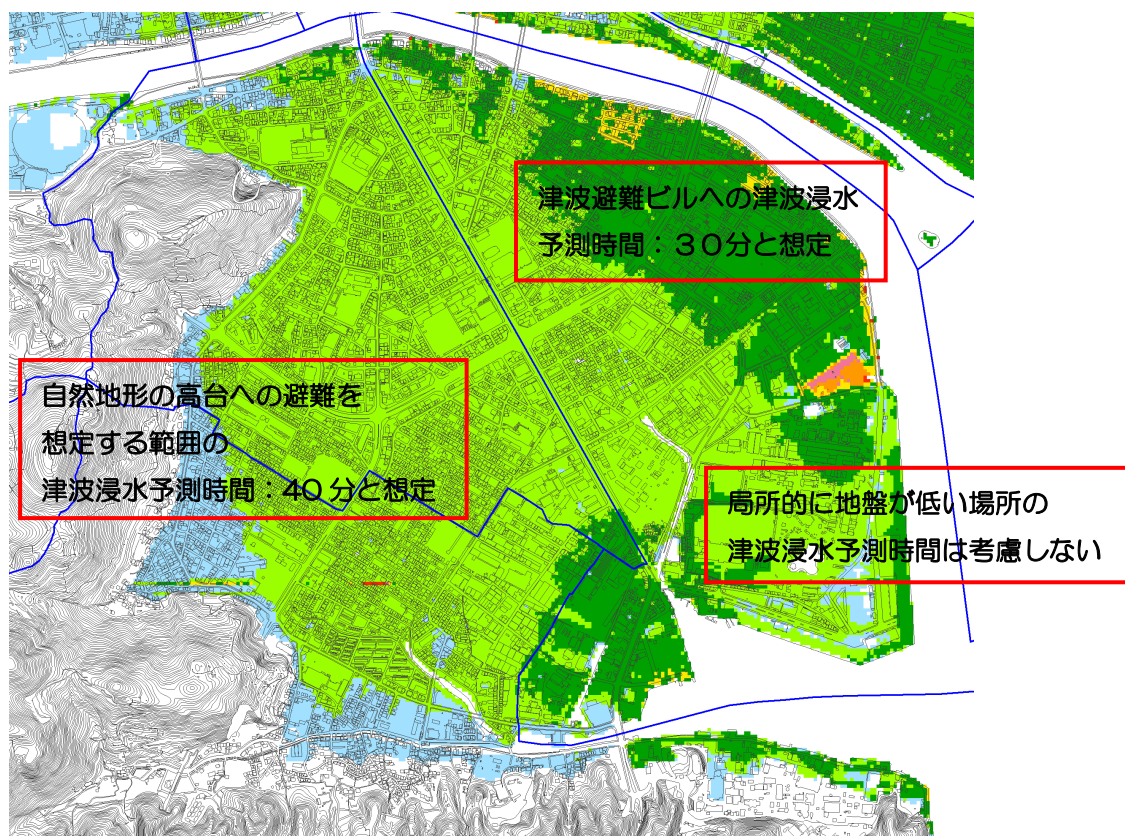 津波避難ビルへの津波浸水
予測時間：３０分と想定
自然地形の高台への避難を
想定する範囲の
津波浸水予測時間：４０分と想定
局所的に地盤が低い場所の
津波浸水予測時間は考慮しない